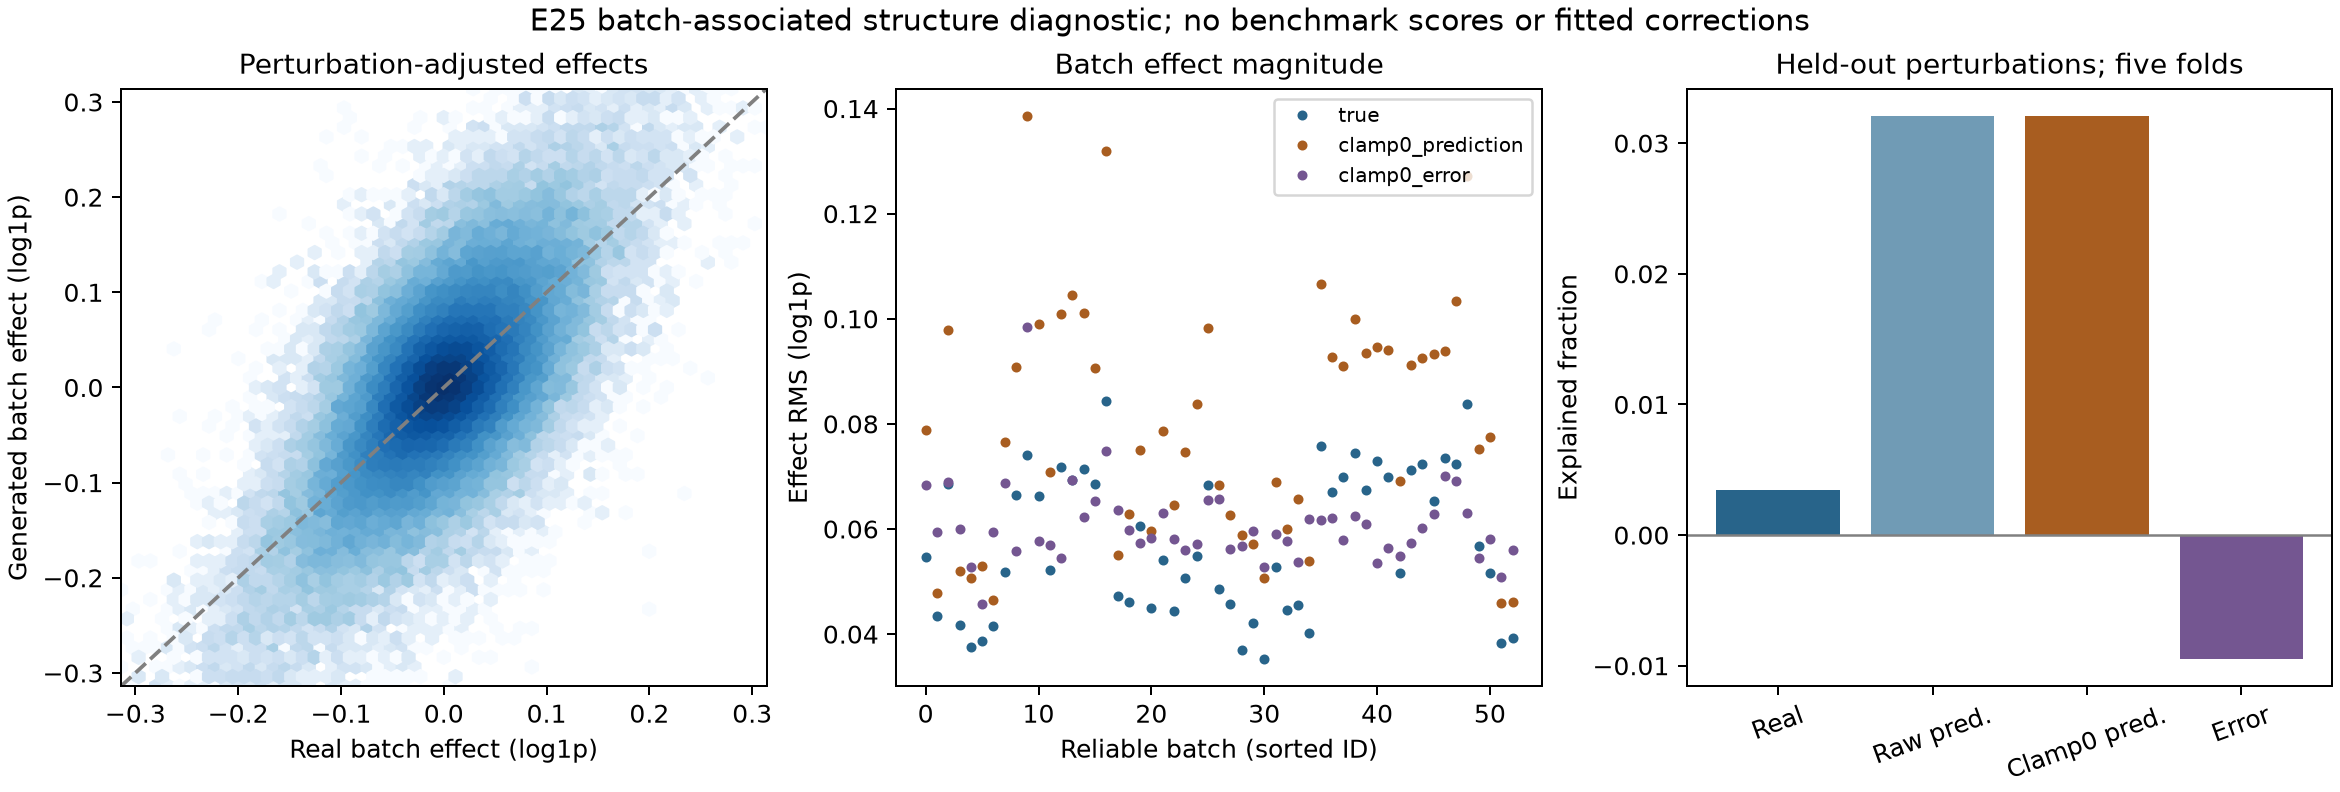 E25 batch-associated structure diagnostic; no benchmark scores or fitted corrections
Perturbation-adjusted effects
Generated batch effect (log1p)
0.3
0.2
0.1
0.0
−0.1
−0.2
−0.3
−0.3
−0.2
−0.1
0.0
0.1
0.2
0.3
Real batch effect (log1p)
Batch effect magnitude
Effect RMS (log1p)
0.14
0.12
0.10
0.08
0.06
0.04
true
clamp0_prediction
clamp0_error
0
10
20
30
40
50
Reliable batch (sorted ID)
Held-out perturbations; five folds
Explained fraction
0.03
0.02
0.01
0.00
−0.01
Real
Raw pred.
Clamp0 pred.
Error